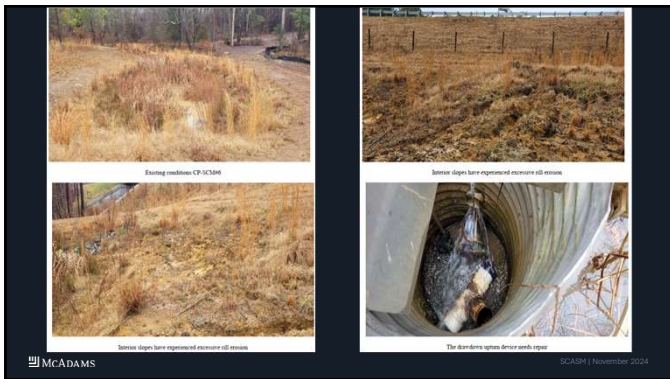 Existing conditions CP-SCM#6
Interior slopes have experienced excessive rill erosion
Interior slopes have experienced excessive rill erosion
The drawdown upturn device needs repair
McADAMS
SCASM | November 2024